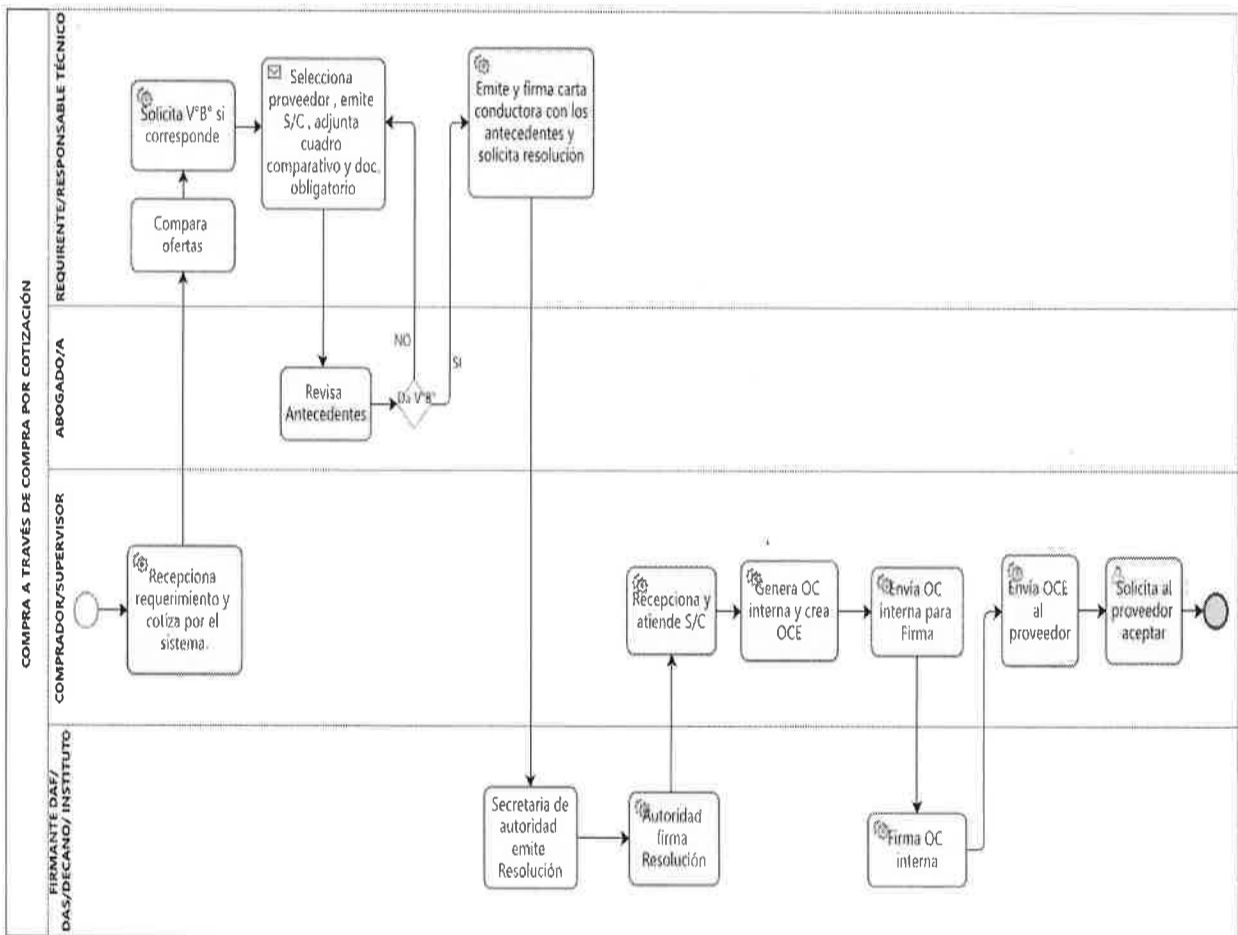 COMPRA A TRAVÉS DE COMPRA POR COTIZACIÓN
REQUIRENTE/RESPONSABLE TÉCNICO
Solicita V°B° si
corresponde
Compara
ofertas
Selecciona
proveedor , emite
S/C , adjunta
cuadro
comparativo y doc.
obligatorio
Emite y firma carta
conductora con los
antecedentes y
solicita resolución
ABOGADO/A
Revisa
Antecedentes
Da V°B°
NO
SI
COMPRADOR/SUPERVISOR
Recepciona
requerimiento y
cotiza por el
sistema.
Recepciona y
atiende S/C
Genera OC
interna y crea
OCE
Envía OC
interna para
Firma
Envía OCE
al
proveedor
Solicita al
proveedor
aceptar
FIRMANTE DAF/
DAS/DECANO/ INSTITUTO
Secretaria de
autoridad
emite
Resolución
Autoridad
firma
Resolución
Firma OC
interna